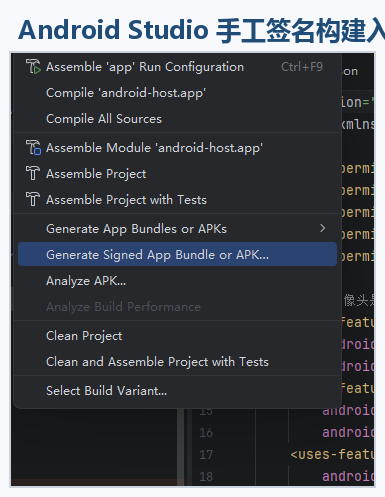 Android Studio 手工签名构建入
Assemble 'app' Run Configuration Ctrl+F9
son
Compile 'android-host.app'
ion="
Compile All Sources
xmlns
Assemble Module 'android-host.app'
Assemble Project
permi
Assemble Project with Tests
permi
permi
Generate App Bundles or APKs
permi
Generate Signed App Bundle or APK...
permi
Analyze APK...
Analyze Build Performance
像头是
Clean Project
-featu
androi
Clean and Assemble Project with Tests
androi
-featu
Select Build Variant...
15 androi
16 androi
17 <uses-featu
18 androi